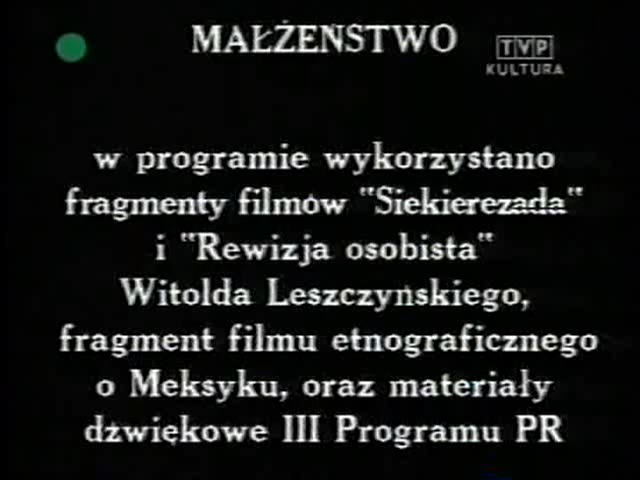 MAŁŻEŃSTWO
TVP
KULTURA
w programie wykorzystano
fragmenty filmów "Siekierezada"
i "Rewizja osobista"
Witolda Leszczyńskiego,
fragment filmu etnograficznego
o Meksyku, oraz materiały
dźwiękowe III Programu PR